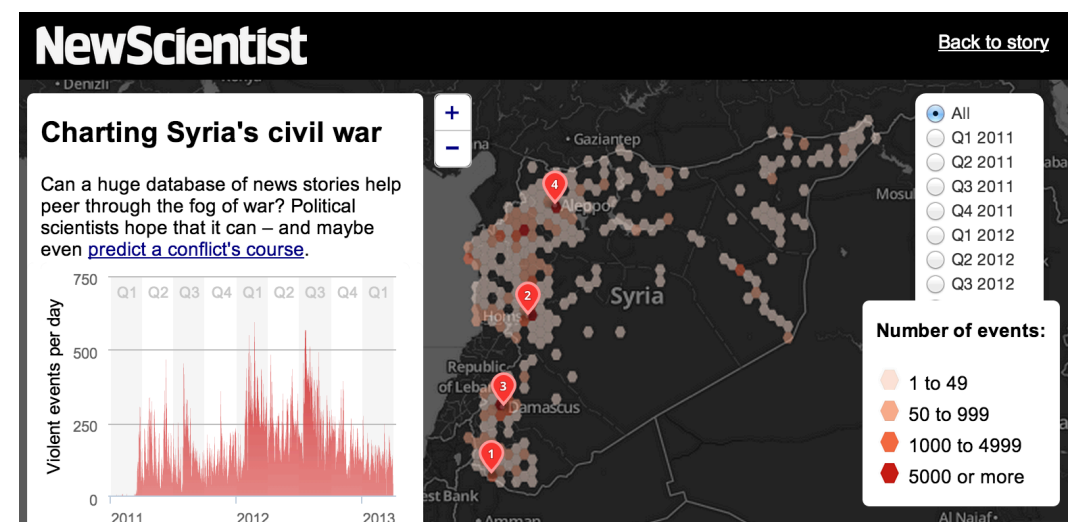 NewScientist
Back to story
Denizli
Charting Syria's civil war
Can a huge database of news stories help
peer through the fog of war? Political
scientists hope that it can – and maybe
even predict a conflict's course.
Violent events per day
750
500
250
0
Q1 Q2 Q3 Q4 Q1 Q2 Q3 Q4 Q1
2011 2012 2013
+
−
Gaziantep
4
Aleppo
Mosul
Syria
2
Homs
Republic
of Leba
3
Damascus
1
est Bank
Amman
Al Najaf
All
Q1 2011
Q2 2011
Q3 2011
Q4 2011
Q1 2012
Q2 2012
Q3 2012
Number of events:
1 to 49
50 to 999
1000 to 4999
5000 or more